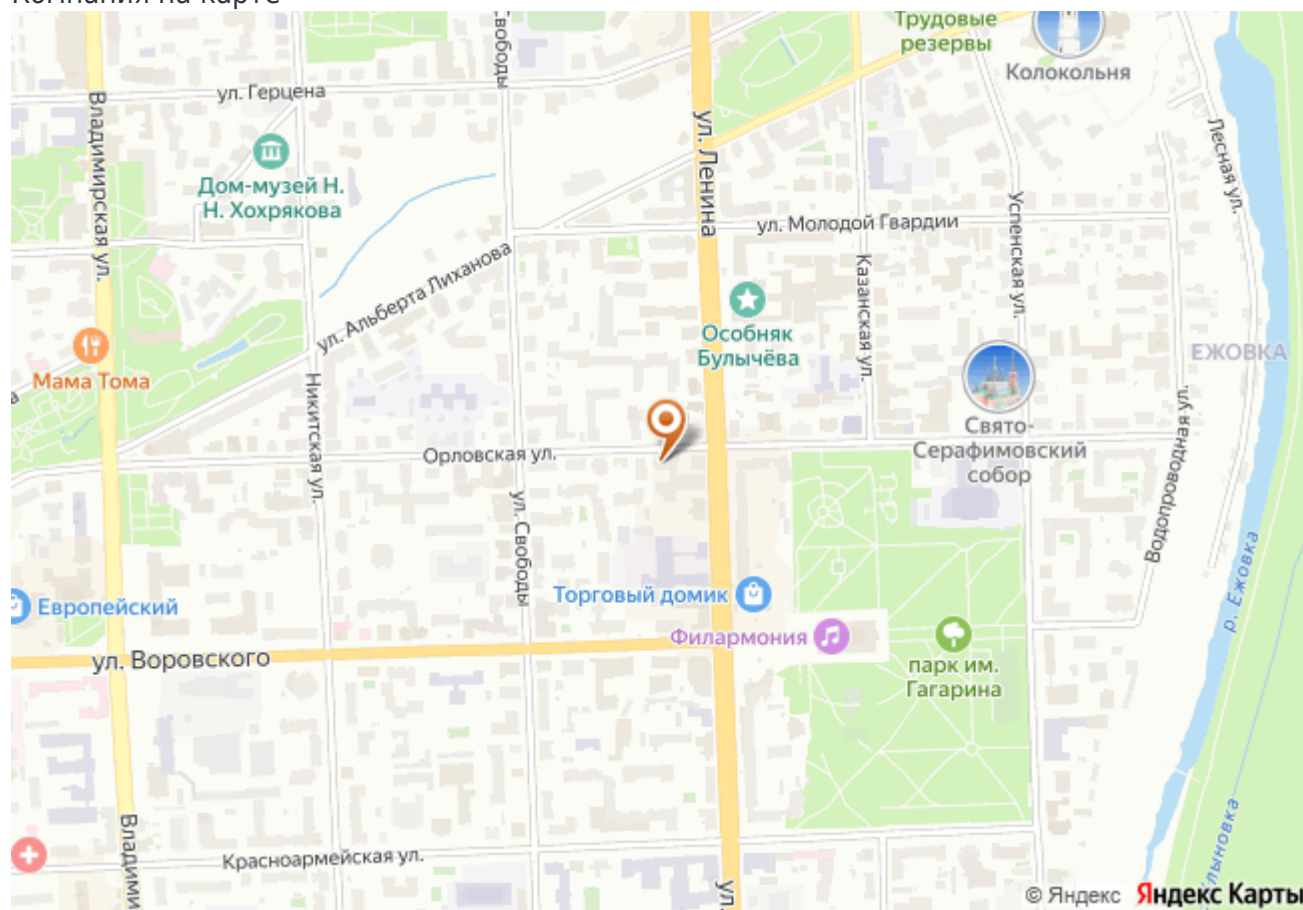 Компания на карте
Трудовые
резервы
Колокольня
ул. Герцена
Свободы
Владимирская ул.
ул. Ленина
Лесная ул.
Дом-музей Н.
Н. Хохрякова
ул. Молодой Гвардии
Успенская ул.
Казанская ул.
ул. Альберта Лиханова
Особняк
Булычёва
ЕЖОВКА
Мама Тома
Никитская ул.
Свято-
Серафимовский
собор
Орловская ул.
Водопроводная ул.
ул. Свободы
Торговый домик
Европейский
р. Ежовка
Филармония
ул. Воровского
парк им.
Гагарина
Владими
Красноармейская ул.
ул.
лыновка
© Яндекс Яндекс Карты